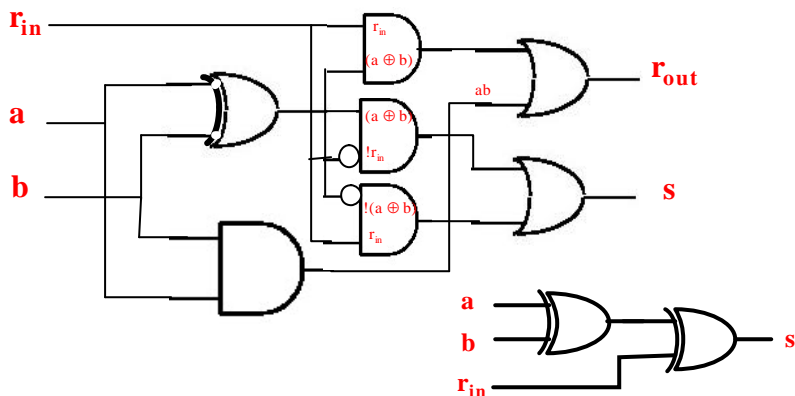 r_in
r_in
(a ⊕ b)
r_out
ab
a
(a ⊕ b)
!r_in
b
!(a ⊕ b)
r_in
s
a
b
s
r_in